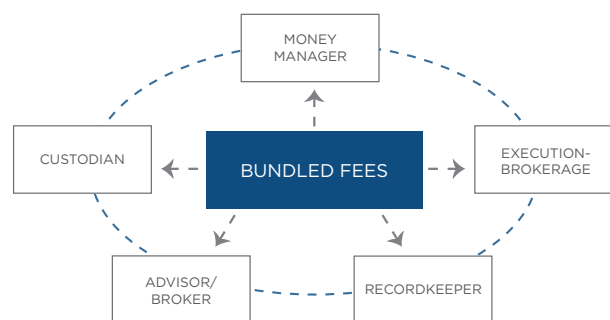 MONEY
MANAGER
CUSTODIAN
BUNDLED FEES
EXECUTION-
BROKERAGE
ADVISOR/
BROKER
RECORDKEEPER